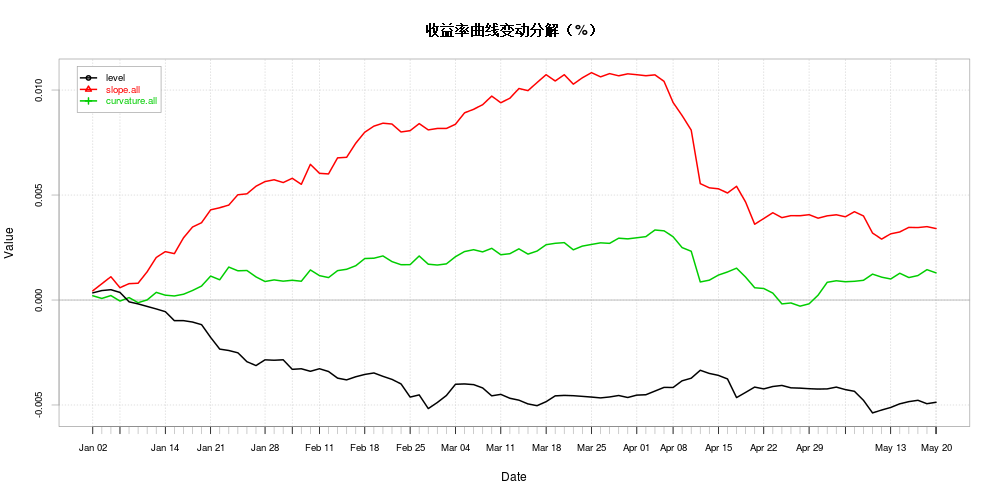 收益率曲线变动分解（%）
level
slope.all
curvature.all
0.010
0.005
0.000
-0.005
Value
Jan 02 Jan 14 Jan 21 Jan 28 Feb 11 Feb 18 Feb 25 Mar 04 Mar 11 Mar 18 Mar 25 Apr 01 Apr 08 Apr 15 Apr 22 Apr 29 May 13 May 20
Date